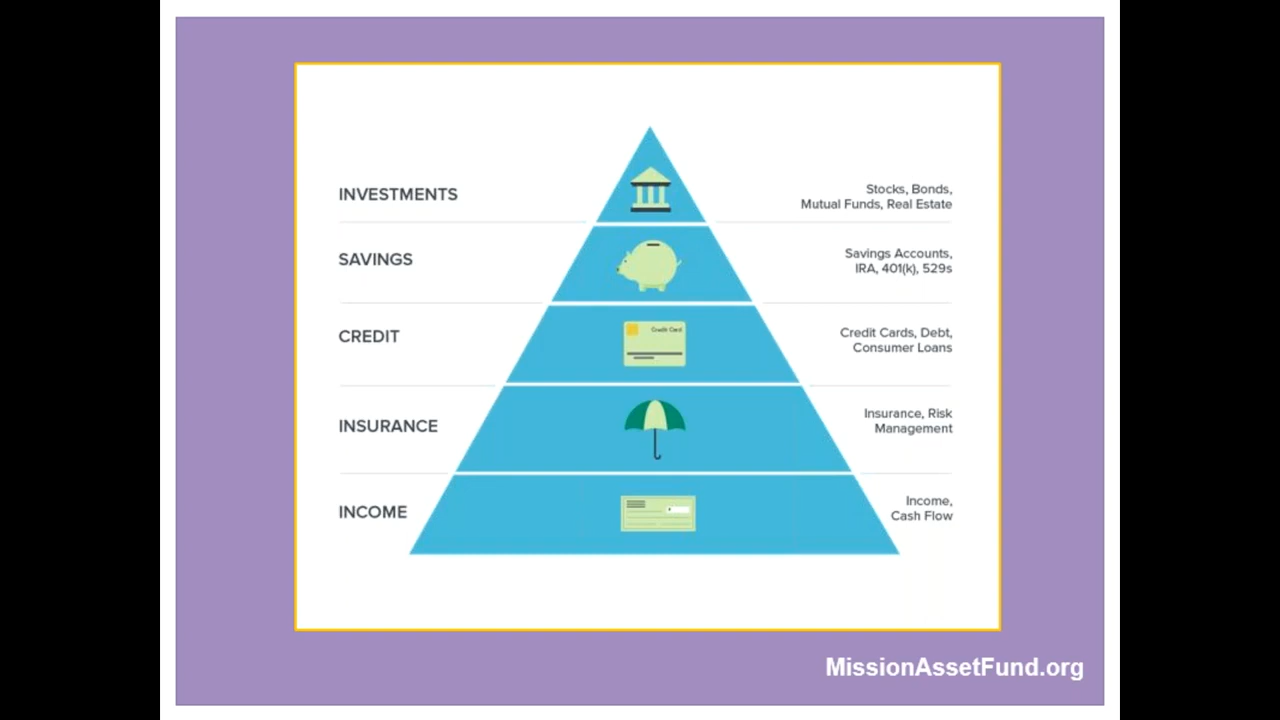 INVESTMENTS
Stocks, Bonds,
Mutual Funds, Real Estate
SAVINGS
Savings Accounts,
IRA, 401(k), 529s
CREDIT
Credit Card
Credit Cards, Debt,
Consumer Loans
INSURANCE
Insurance, Risk
Management
INCOME
Income,
Cash Flow
MissionAssetFund.org